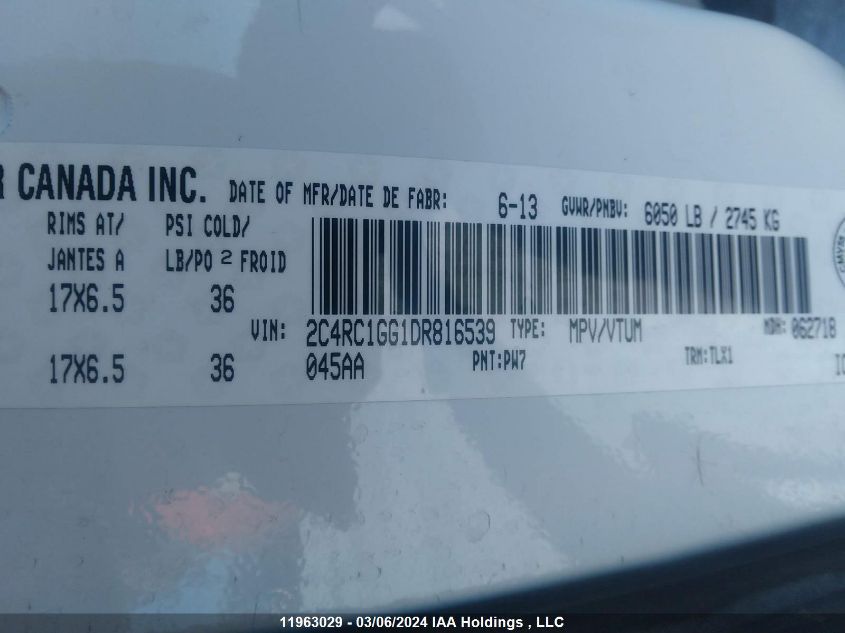 CANADA INC. DATE OF MFR/DATE DE FABR: 6-13 GVWR/PNBV: 6050 LB / 2745 KG
RIMS AT/ PSI COLD/
JANTES A LB/PO 2 FROID
17X6.5 36
VIN: 2C4RC1GG1DR816539 TYPE: MPV/VTUM MDH: 062718
17X6.5 36 045AA PNT:PW7 TRM:TLX1
11963029 - 03/06/2024 IAA Holdings , LLC